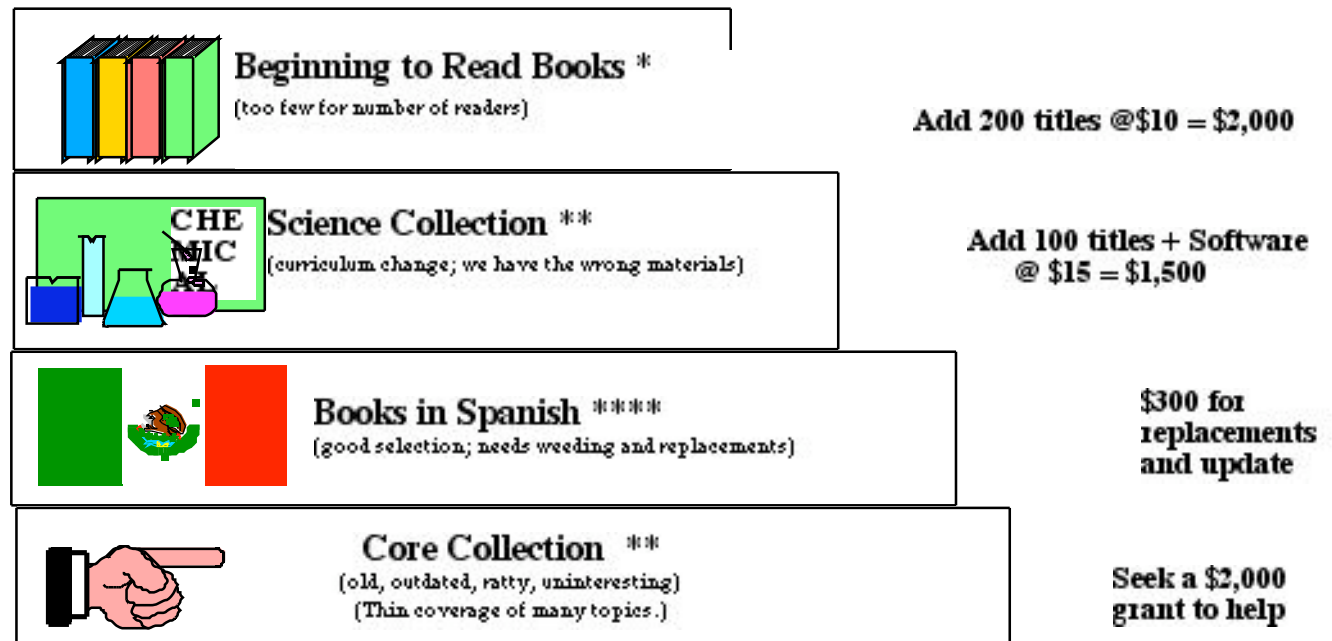 Beginning to Read Books *
(too few for number of readers)
Add 200 titles @$10 = $2,000
CHE
MIC
AL
Science Collection **
(curriculum change; we have the wrong materials)
Add 100 titles + Software
@ $15 = $1,500
Books in Spanish ****
(good selection; needs weeding and replacements)
$300 for
replacements
and update
Core Collection **
(old, outdated, ratty, uninteresting)
(Thin coverage of many topics.)
Seek a $2,000
grant to help